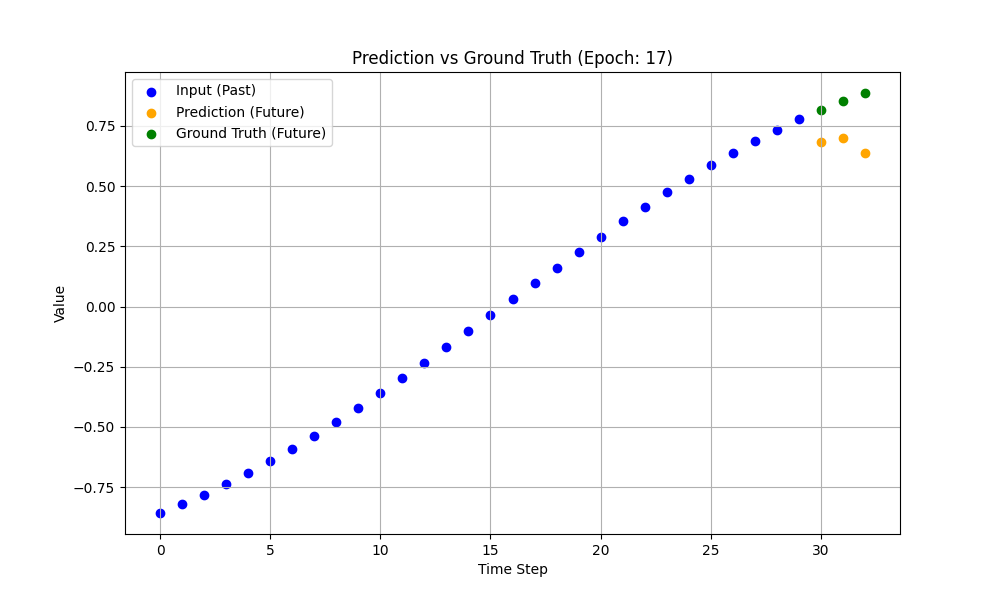 Prediction vs Ground Truth (Epoch: 17)
Input (Past)
Prediction (Future)
Ground Truth (Future)
0.75
0.50
0.25
0.00
−0.25
−0.50
−0.75
Value
0 5 10 15 20 25 30
Time Step